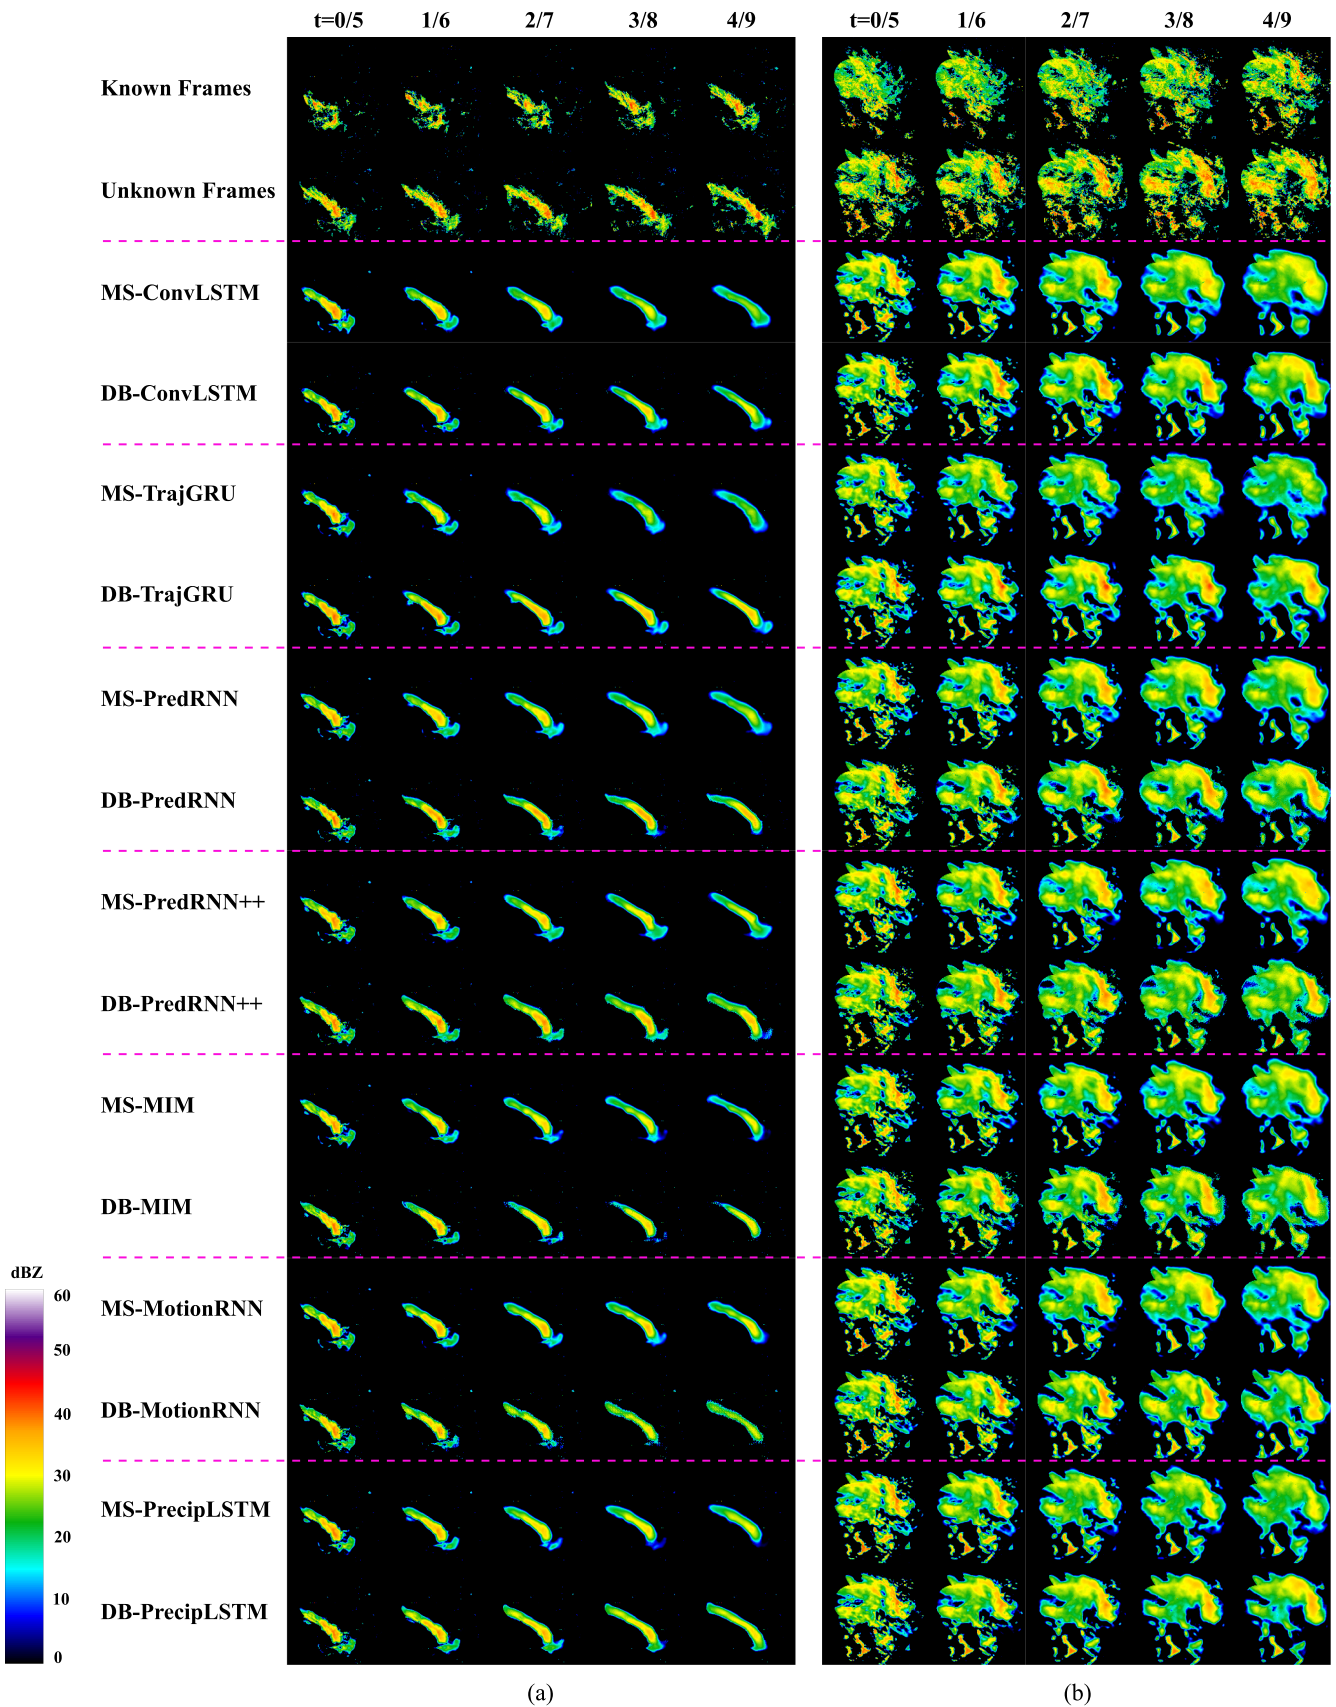 t=0/5 1/6 2/7 3/8 4/9 t=0/5 1/6 2/7 3/8 4/9
Known Frames
Unknown Frames
MS-ConvLSTM
DB-ConvLSTM
MS-TrajGRU
DB-TrajGRU
MS-PredRNN
DB-PredRNN
MS-PredRNN++
DB-PredRNN++
MS-MIM
DB-MIM
dBZ
60
MS-MotionRNN
50
DB-MotionRNN
40
30
MS-PrecipLSTM
20
10
DB-PrecipLSTM
0
(a) (b)